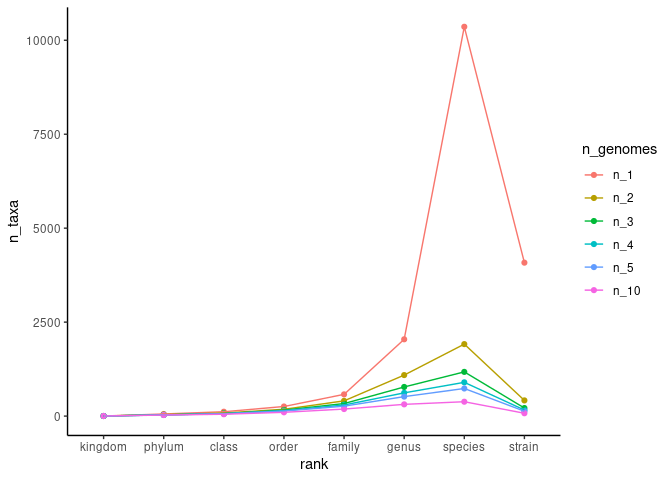 10000
7500
5000
2500
0
n_taxa
kingdom phylum class order family genus species strain
rank
n_genomes
n_1
n_2
n_3
n_4
n_5
n_10